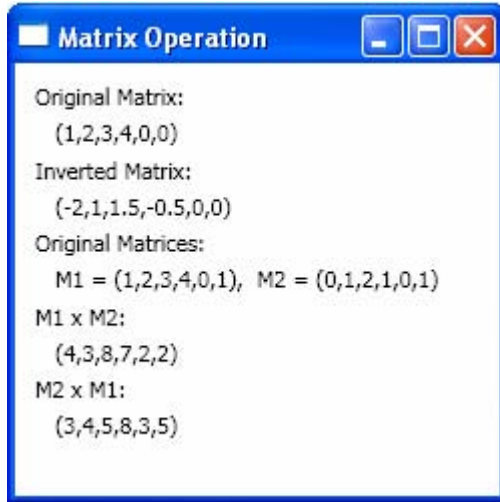 Matrix Operation
Original Matrix:
(1,2,3,4,0,0)
Inverted Matrix:
(-2,1,1.5,-0.5,0,0)
Original Matrices:
M1 = (1,2,3,4,0,1), M2 = (0,1,2,1,0,1)
M1 x M2:
(4,3,8,7,2,2)
M2 x M1:
(3,4,5,8,3,5)